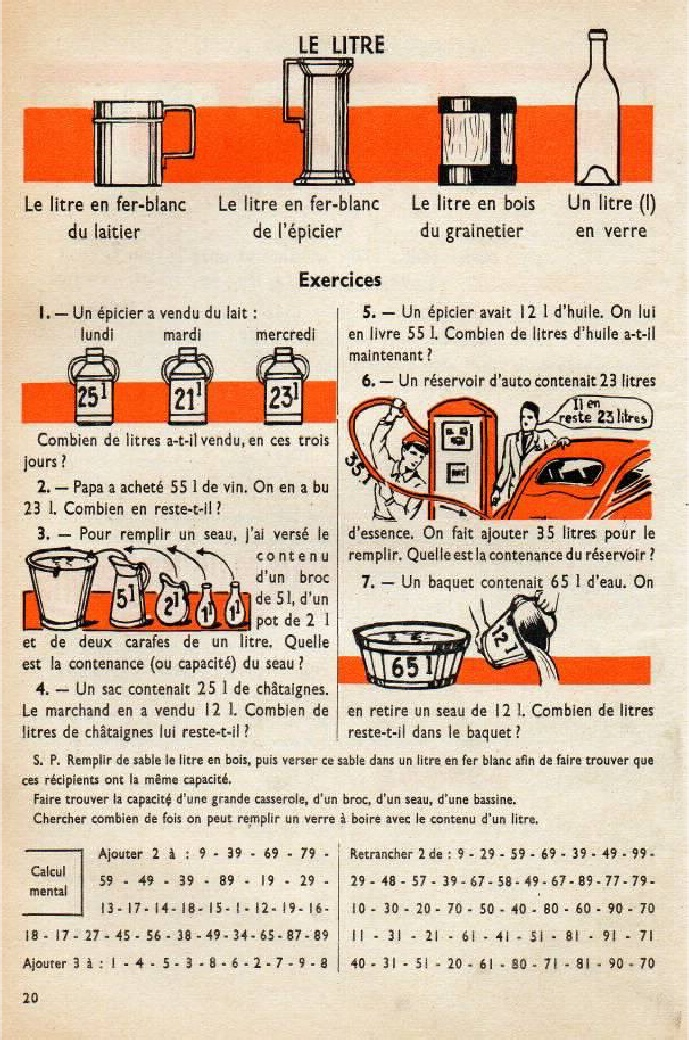 LE LITRE
Le litre en fer-blanc
du laitier
Le litre en fer-blanc
de l'épicier
Le litre en bois
du grainetier
Un litre (l)
en verre
Exercices
1. — Un épicier a vendu du lait :
lundi mardi mercredi
25 l 21 l 23 l
Combien de litres a-t-il vendu, en ces trois
jours ?
2. — Papa a acheté 55 l de vin. On en a bu
23 l. Combien en reste-t-il ?
3. — Pour remplir un seau, j'ai versé le
contenu
d'un broc
de 5 l, d'un
pot de 2 l
5 l 2 l 1 l 1 l
et de deux carafes de un litre. Quelle
est la contenance (ou capacité) du seau ?
4. — Un sac contenait 25 l de châtaignes.
Le marchand en a vendu 12 l. Combien de
litres de châtaignes lui reste-t-il ?
5. — Un épicier avait 12 l d'huile. On lui
en livre 55 l. Combien de litres d'huile a-t-il
maintenant ?
6. — Un réservoir d'auto contenait 23 litres
Il en
reste 23 litres
35 l
d'essence. On fait ajouter 35 litres pour le
remplir. Quelle est la contenance du réservoir ?
7. — Un baquet contenait 65 l d'eau. On
65 l
12 l
en retire un seau de 12 l. Combien de litres
reste-t-il dans le baquet ?
S. P. Remplir de sable le litre en bois, puis verser ce sable dans un litre en fer blanc afin de faire trouver que
ces récipients ont la même capacité.
Faire trouver la capacité d'une grande casserole, d'un broc, d'un seau, d'une bassine.
Chercher combien de fois on peut remplir un verre à boire avec le contenu d'un litre.
Calcul
mental
Ajouter 2 à : 9 - 39 - 69 - 79 -
59 - 49 - 39 - 89 - 19 - 29 -
13 - 17 - 14 - 18 - 15 - 1 - 12 - 19 - 16 -
18 - 17 - 27 - 45 - 56 - 38 - 49 - 34 - 65 - 87 - 89
Ajouter 3 à : 1 - 4 - 5 - 3 - 8 - 6 - 2 - 7 - 9 - 8
Retrancher 2 de : 9 - 29 - 59 - 69 - 39 - 49 - 99 -
29 - 48 - 57 - 39 - 67 - 58 - 49 - 67 - 89 - 77 - 79 -
10 - 30 - 20 - 70 - 50 - 40 - 80 - 60 - 90 - 70
11 - 31 - 21 - 61 - 41 - 51 - 81 - 91 - 71
40 - 31 - 51 - 20 - 61 - 80 - 71 - 81 - 90 - 70
20